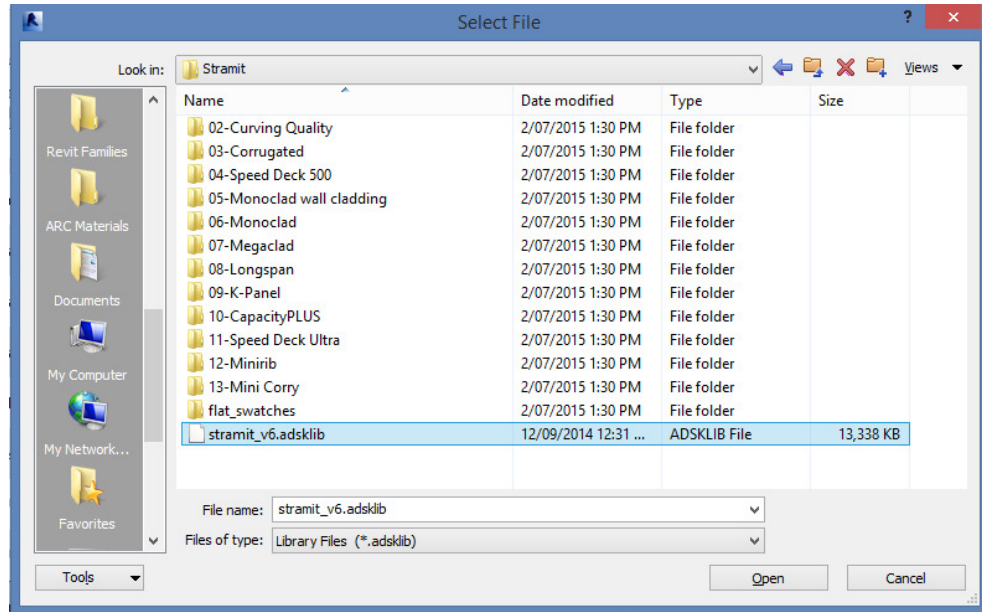 Select File
?
Look in: Stramit Views
Name Date modified Type Size
02-Curving Quality 2/07/2015 1:30 PM File folder
03-Corrugated 2/07/2015 1:30 PM File folder
04-Speed Deck 500 2/07/2015 1:30 PM File folder
05-Monoclad wall cladding 2/07/2015 1:30 PM File folder
06-Monoclad 2/07/2015 1:30 PM File folder
07-Megaclad 2/07/2015 1:30 PM File folder
08-Longspan 2/07/2015 1:30 PM File folder
09-K-Panel 2/07/2015 1:30 PM File folder
10-CapacityPLUS 2/07/2015 1:30 PM File folder
11-Speed Deck Ultra 2/07/2015 1:30 PM File folder
12-Minirib 2/07/2015 1:30 PM File folder
13-Mini Corry 2/07/2015 1:30 PM File folder
flat_swatches 2/07/2015 1:30 PM File folder
stramit_v6.adsklib 12/09/2014 12:31 ... ADSKLIB File 13,338 KB
Revit Families
ARC Materials
Documents
My Computer
My Network...
Favorites
File name: stramit_v6.adsklib
Files of type: Library Files (*.adsklib)
Tools Open Cancel